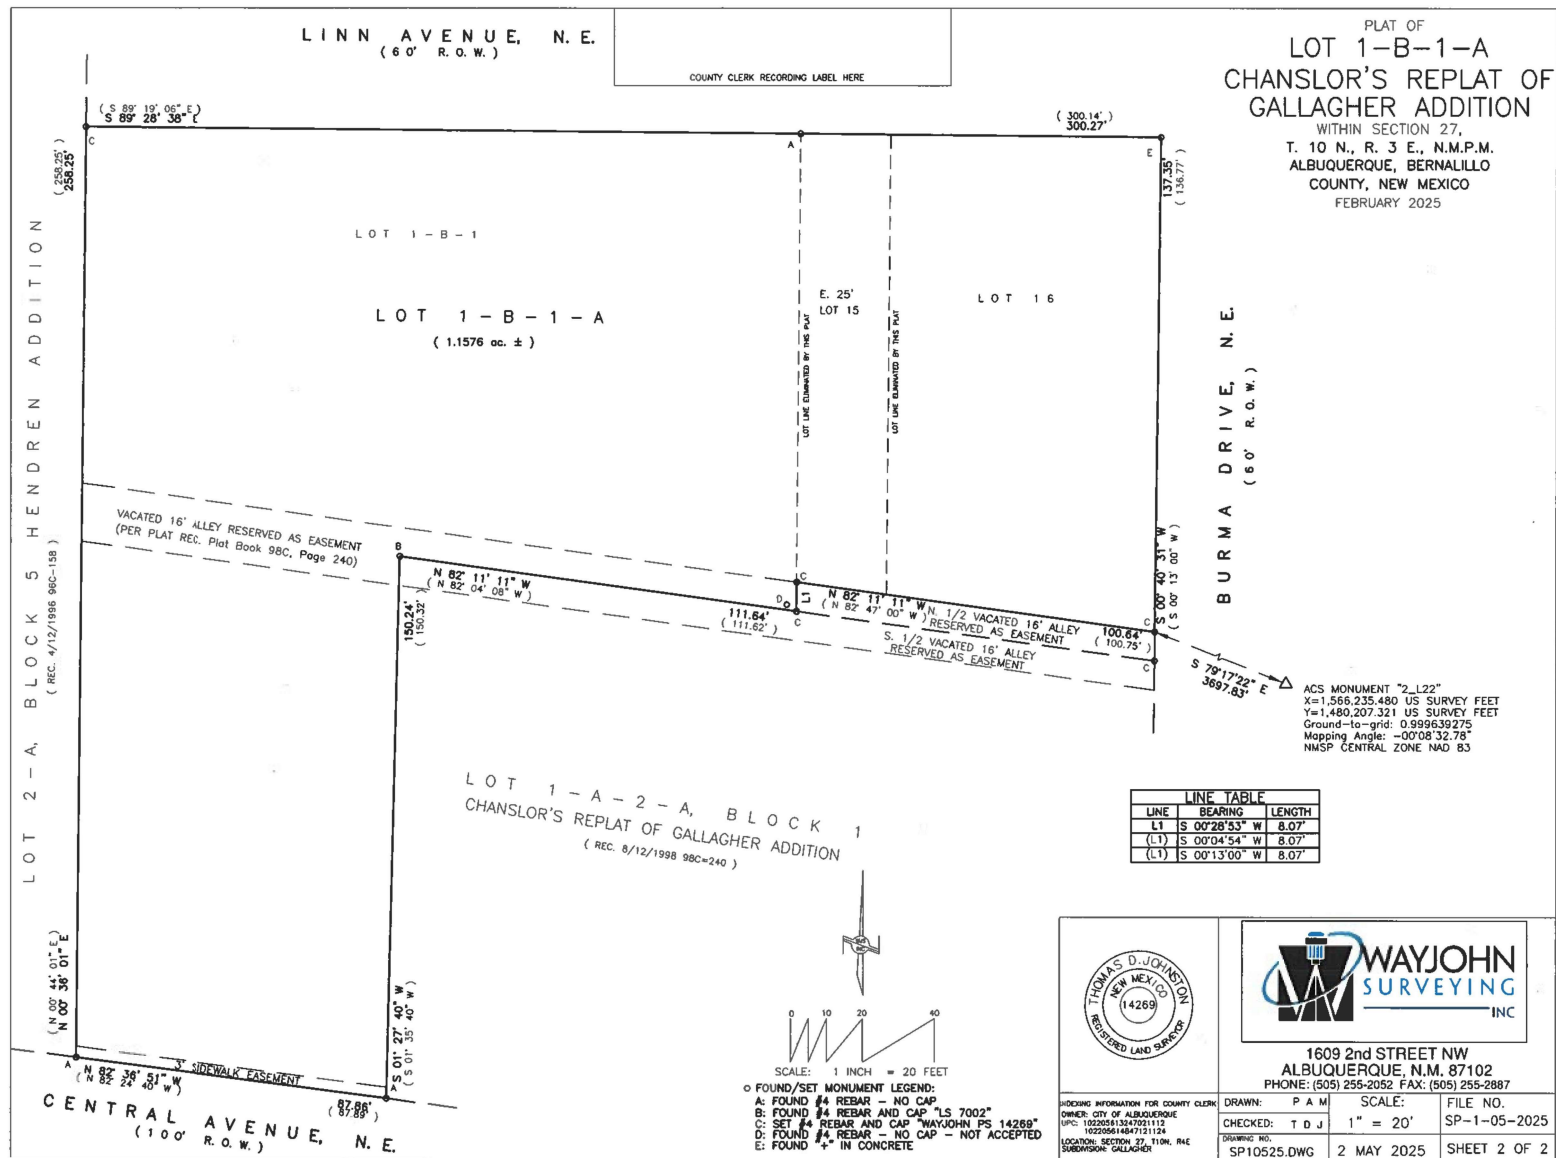 LINN AVENUE, N. E.
( 60' R. O. W. )
COUNTY CLERK RECORDING LABEL HERE
PLAT OF
LOT 1-B-1-A
CHANSLOR'S REPLAT OF
GALLAGHER ADDITION
WITHIN SECTION 27,
T. 10 N., R. 3 E., N.M.P.M.
ALBUQUERQUE, BERNALILLO
COUNTY, NEW MEXICO
FEBRUARY 2025
( S 89° 19' 06" E )
S 89° 28' 38" E
( 300.14' )
300.27'
C
A
E
( 258.25' )
258.25'
137.35'
( 136.77' )
LOT 1-B-1
LOT 1-B-1-A
( 1.1576 ac. ± )
E. 25'
LOT 15
LOT 16
LOT LINE ELIMINATED BY THIS PLAT
LOT LINE ELIMINATED BY THIS PLAT
LOT 2-A, BLOCK 5 HENDREN ADDITION
( REC. 4/12/1996 96C-158 )
BURMA DRIVE, N. E.
( 60' R. O. W. )
VACATED 16' ALLEY RESERVED AS EASEMENT
(PER PLAT REC. Plat Book 98C, Page 240)
B
N 82° 11' 11" W
( N 82° 04' 08" W )
111.64'
( 111.62' )
C
D
L1
C
N 82° 11' 11" W
( N 82° 47' 00" W )
N. 1/2 VACATED 16' ALLEY
RESERVED AS EASEMENT
100.64'
( 100.75' )
S. 1/2 VACATED 16' ALLEY
RESERVED AS EASEMENT
S 00° 40' 31" W
( S 00° 13' 00" W )
C
C
S 79°17'22" E
3697.83'
ACS MONUMENT "2_L22"
X=1,566,235.480 US SURVEY FEET
Y=1,480,207.321 US SURVEY FEET
Ground-to-grid: 0.999639275
Mapping Angle: -00°08'32.78"
NMSP CENTRAL ZONE NAD 83
150.24'
( 150.32' )
LOT 1-A-2-A, BLOCK 1
CHANSLOR'S REPLAT OF GALLAGHER ADDITION
( REC. 8/12/1998 98C=240 )
LINE TABLE
LINE BEARING LENGTH
L1 S 00°28'53" W 8.07'
(L1) S 00°04'54" W 8.07'
(L1) S 00°13'00" W 8.07'
( N 00° 44' 01" E )
N 00° 36' 01" E
S 01° 27' 40" W
( S 01° 35' 40" W )
A
3' SIDEWALK EASEMENT
A
N 82° 36' 51" W
( N 82° 24' 40" W )
87.86'
( 87.89' )
CENTRAL AVENUE, N. E.
( 100' R. O. W. )
0 10 20 40
SCALE: 1 INCH = 20 FEET
FOUND/SET MONUMENT LEGEND:
A: FOUND #4 REBAR - NO CAP
B: FOUND #4 REBAR AND CAP "LS 7002"
C: SET #4 REBAR AND CAP "WAYJOHN PS 14269"
D: FOUND #4 REBAR - NO CAP - NOT ACCEPTED
E: FOUND "+" IN CONCRETE
THOMAS D. JOHNSTON
NEW MEXICO
14269
REGISTERED LAND SURVEYOR
WAYJOHN
SURVEYING
INC
1609 2nd STREET NW
ALBUQUERQUE, N.M. 87102
PHONE: (505) 255-2052 FAX: (505) 255-2887
INDEXING INFORMATION FOR COUNTY CLERK
OWNER: CITY OF ALBUQUERQUE
UPC: 102205613247021112
102205614847121124
LOCATION: SECTION 27, T10N, R4E
SUBDIVISION: GALLAGHER
DRAWN: P A M
SCALE:
FILE NO.
CHECKED: T D J
1" = 20'
SP-1-05-2025
DRAWING NO.
SP10525.DWG
2 MAY 2025
SHEET 2 OF 2